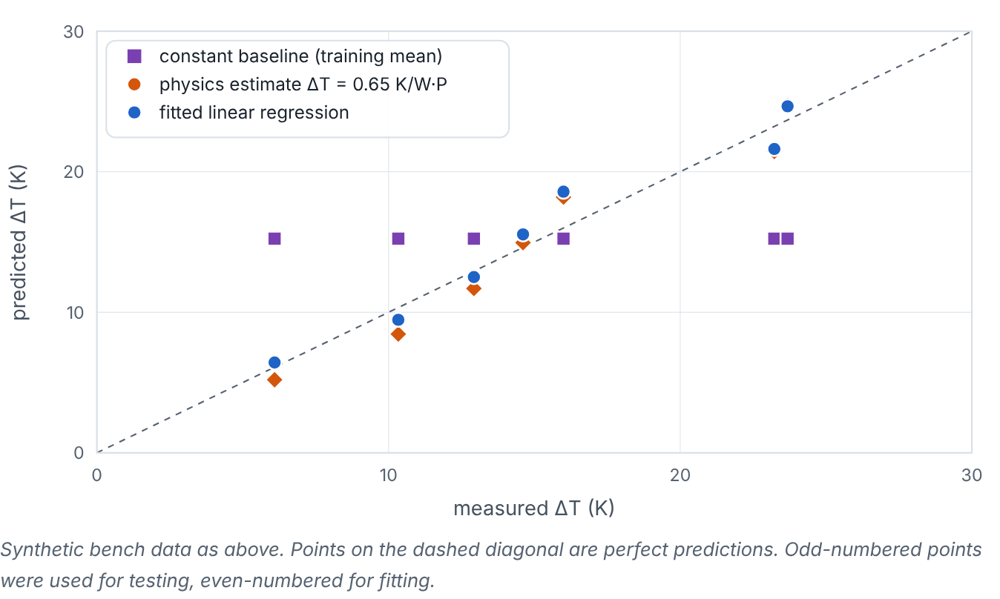 30
constant baseline (training mean)
physics estimate ΔT = 0.65 K/W·P
fitted linear regression
20
10
0
predicted ΔT (K)
0 10 20 30
measured ΔT (K)
Synthetic bench data as above. Points on the dashed diagonal are perfect predictions. Odd-numbered points
were used for testing, even-numbered for fitting.